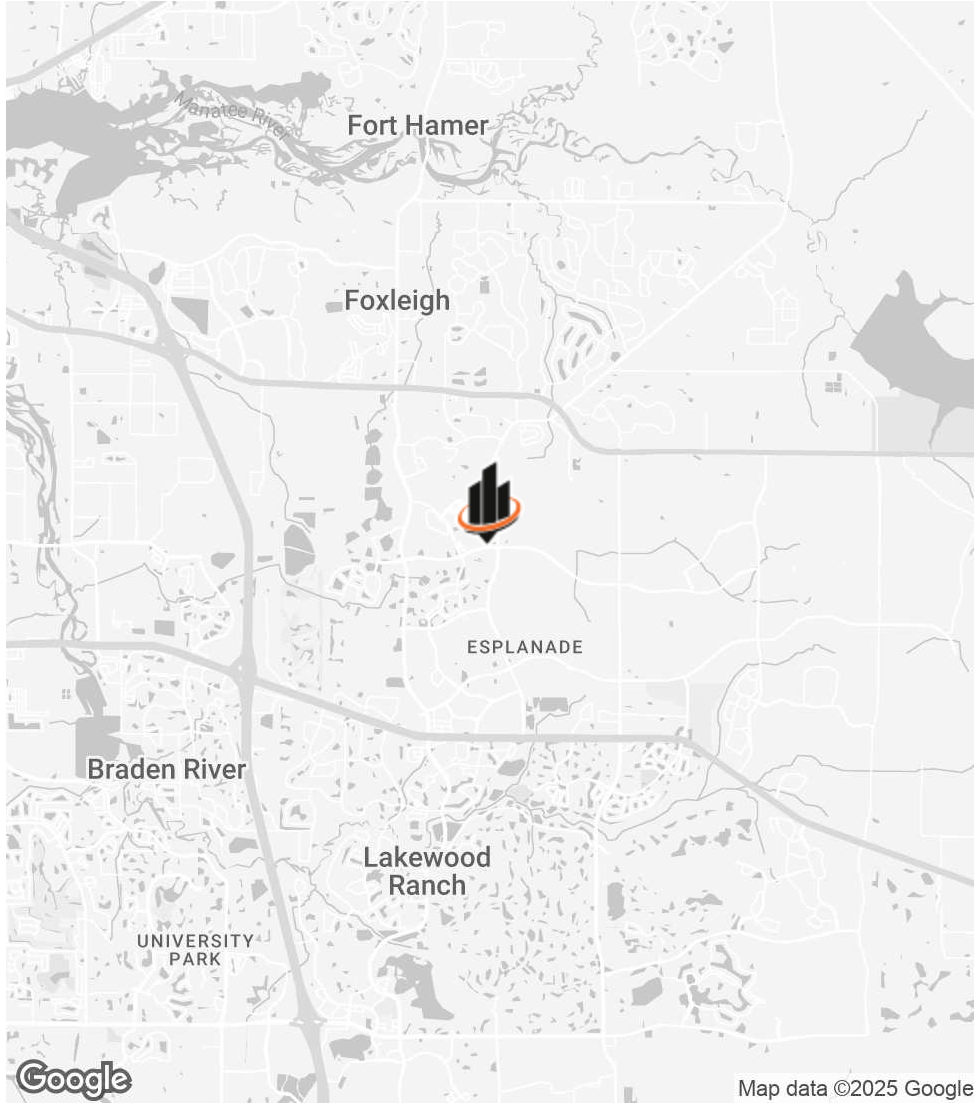 Manatee River
Fort Hamer
Foxleigh
ESPLANADE
Braden River
Lakewood
Ranch
UNIVERSITY
PARK
Google
Map data ©2025 Google